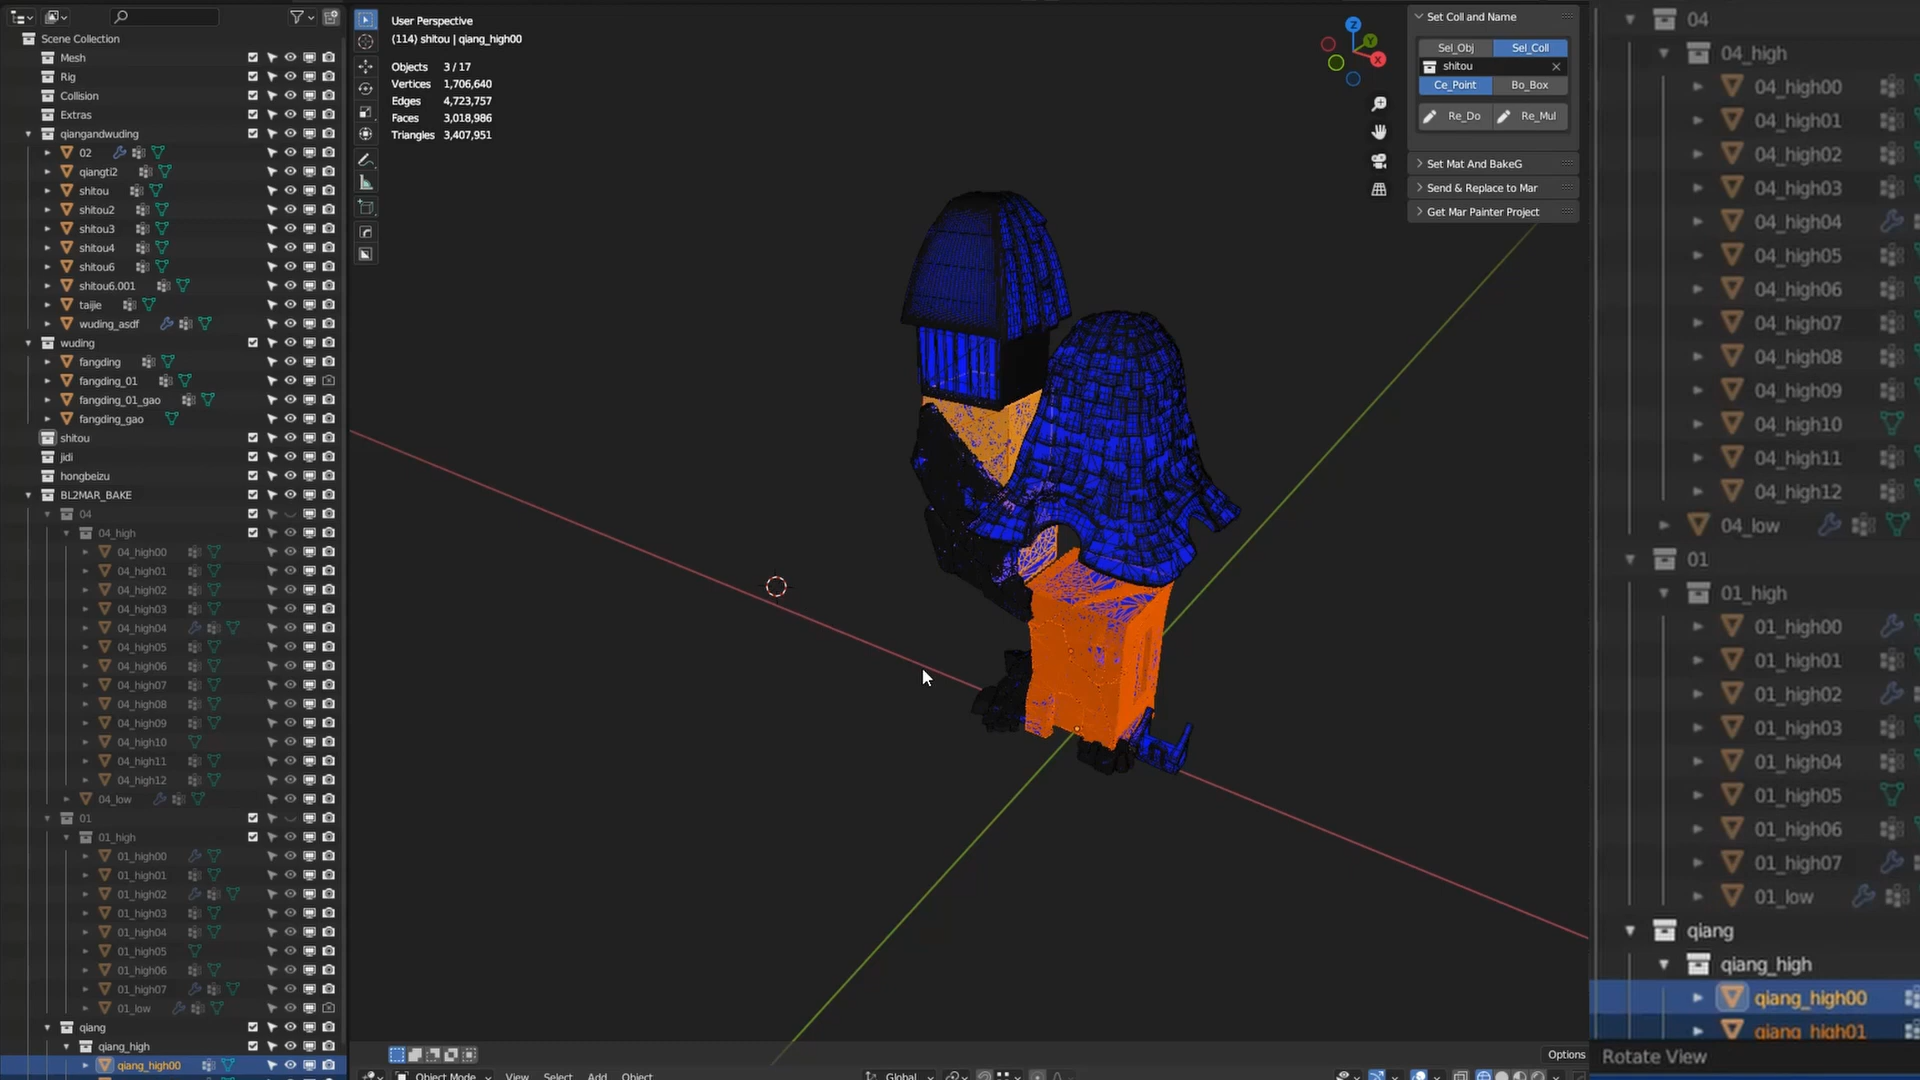 Scene Collection
Mesh
Rig
Collision
Extras
qiangandwuding
02
qiangti2
shitou
shitou2
shitou3
shitou4
shitou6
shitou6.001
taijie
wuding_asdf
wuding
fangding
fangding_01
fangding_01_gao
fangding_gao
shitou
jidi
hongbeizu
BL2MAR_BAKE
04
04_high
04_high00
04_high01
04_high02
04_high03
04_high04
04_high05
04_high06
04_high07
04_high08
04_high09
04_high10
04_high11
04_high12
04_low
01
01_high
01_high00
01_high01
01_high02
01_high03
01_high04
01_high05
01_high06
01_high07
01_low
qiang
qiang_high
qiang_high00
User Perspective
(114) shitou | qiang_high00
Objects 3 / 17
Vertices 1,706,640
Edges 4,723,757
Faces 3,018,986
Triangles 3,407,951
Z
Y
X
Set Coll and Name
Sel_Obj Sel_Coll
shitou
Ce_Point Bo_Box
Re_Do Re_Mul
Set Mat And BakeG
Send & Replace to Mar
Get Mar Painter Project
Options
Object Mode View Select Add Object Global
04
04_high
04_high00
04_high01
04_high02
04_high03
04_high04
04_high05
04_high06
04_high07
04_high08
04_high09
04_high10
04_high11
04_high12
04_low
01
01_high
01_high00
01_high01
01_high02
01_high03
01_high04
01_high05
01_high06
01_high07
01_low
qiang
qiang_high
qiang_high00
qiang_high01
Rotate View